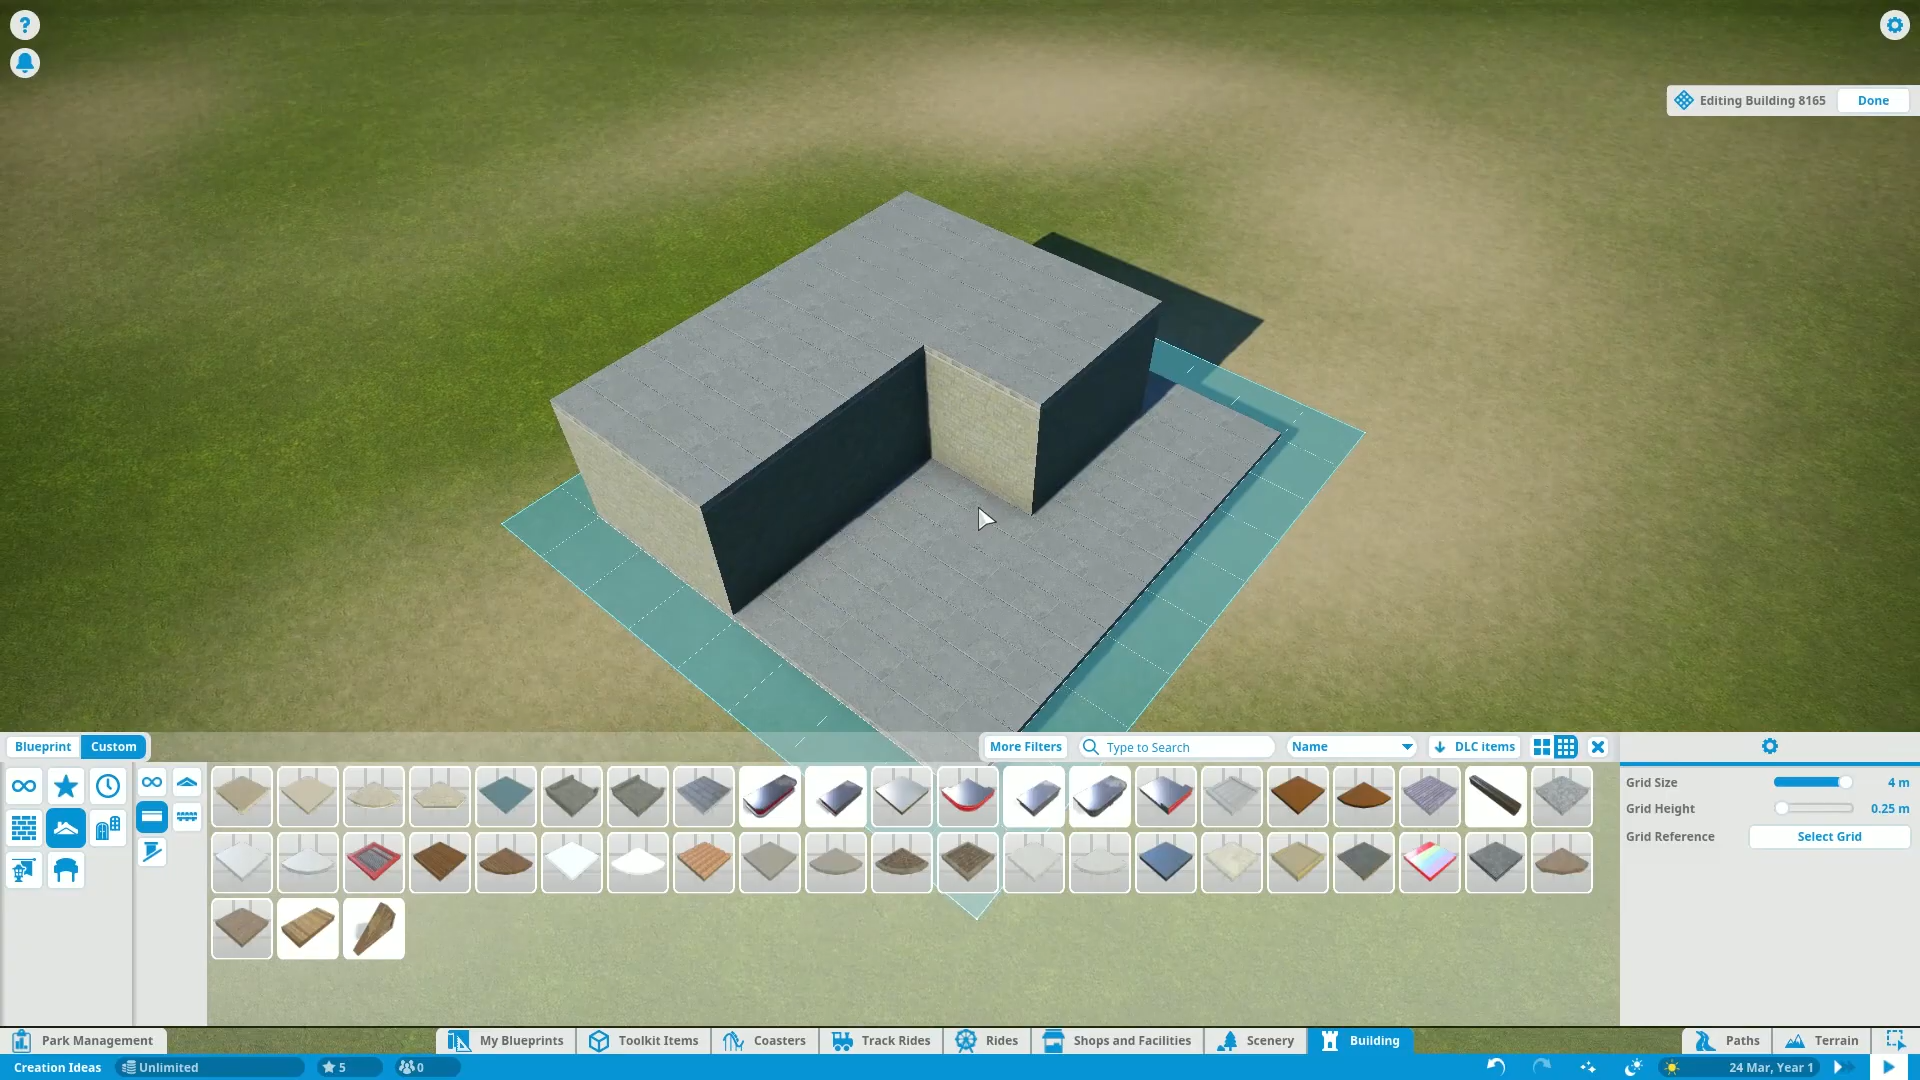 ?
Editing Building 8165
Done
Blueprint
Custom
More Filters
Type to Search
Name
DLC items
Grid Size
4 m
Grid Height
0.25 m
Grid Reference
Select Grid
Park Management
My Blueprints
Toolkit Items
Coasters
Track Rides
Rides
Shops and Facilities
Scenery
Building
Paths
Terrain
Creation Ideas
Unlimited
5
0
24 Mar, Year 1